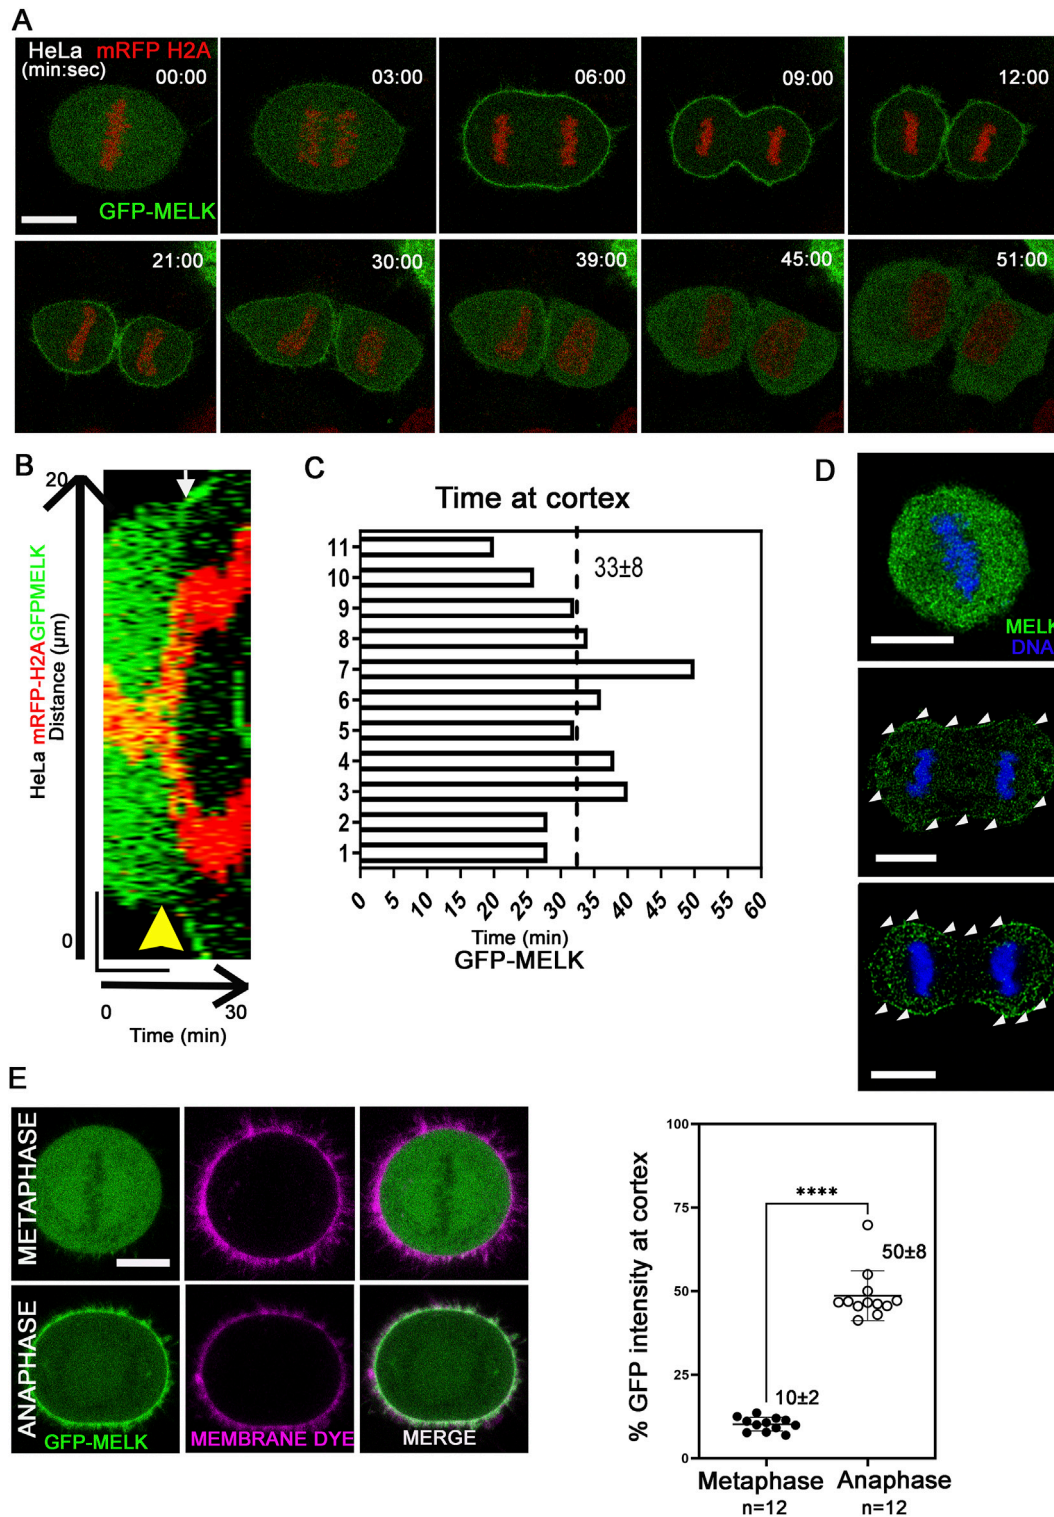 A
HeLa mRFP H2A
(min:sec)
00:00
03:00
06:00
09:00
12:00
GFP-MELK
21:00
30:00
39:00
45:00
51:00
B
20
HeLa mRFP-H2AGFPMELK
Distance (µm)
0
0
30
Time (min)
C
Time at cortex
33±8
11
10
9
8
7
6
5
4
3
2
1
0 5 10 15 20 25 30 35 40 45 50 55 60
Time (min)
GFP-MELK
D
MELK
DNA
E
METAPHASE
ANAPHASE
GFP-MELK
MEMBRANE DYE
MERGE
% GFP intensity at cortex
100
75
50
25
0
****
50±8
10±2
Metaphase Anaphase
n=12 n=12